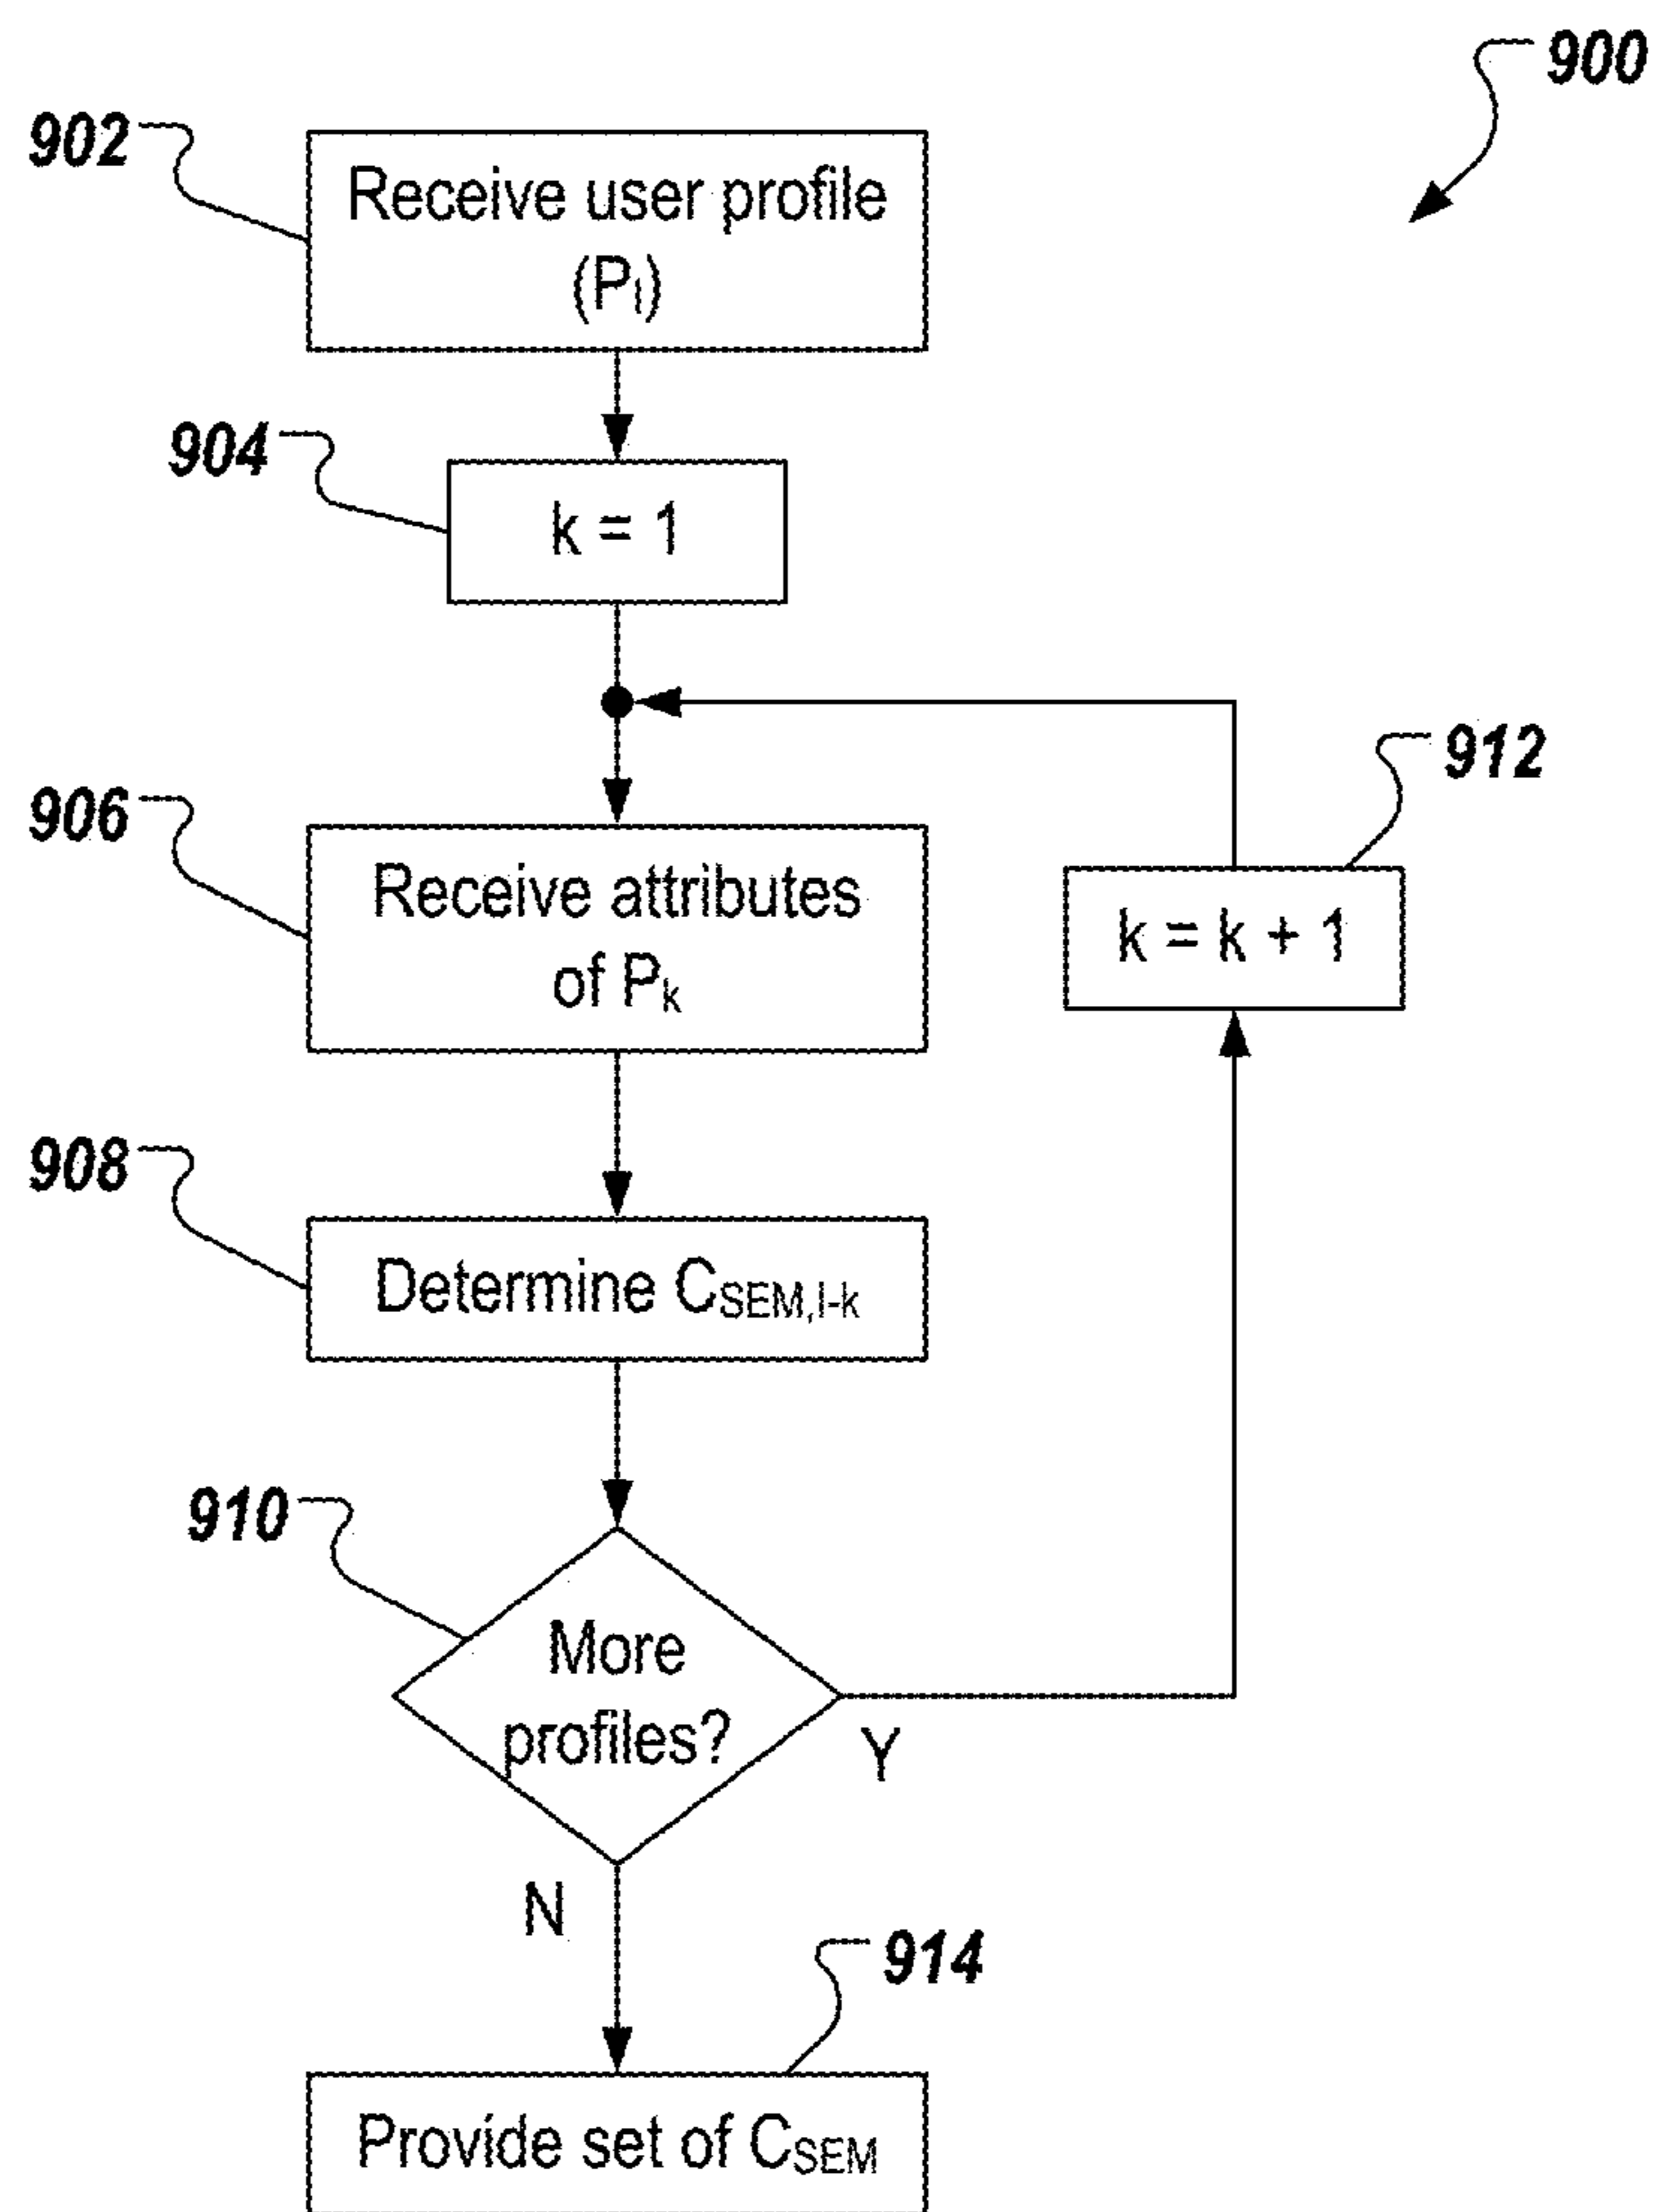 900
902
Receive user profile
(Pl)
904
k = 1
912
906
Receive attributes
of Pk
k = k + 1
908
Determine CSEM,l-k
910
More
profiles?
Y
N
914
Provide set of CSEM